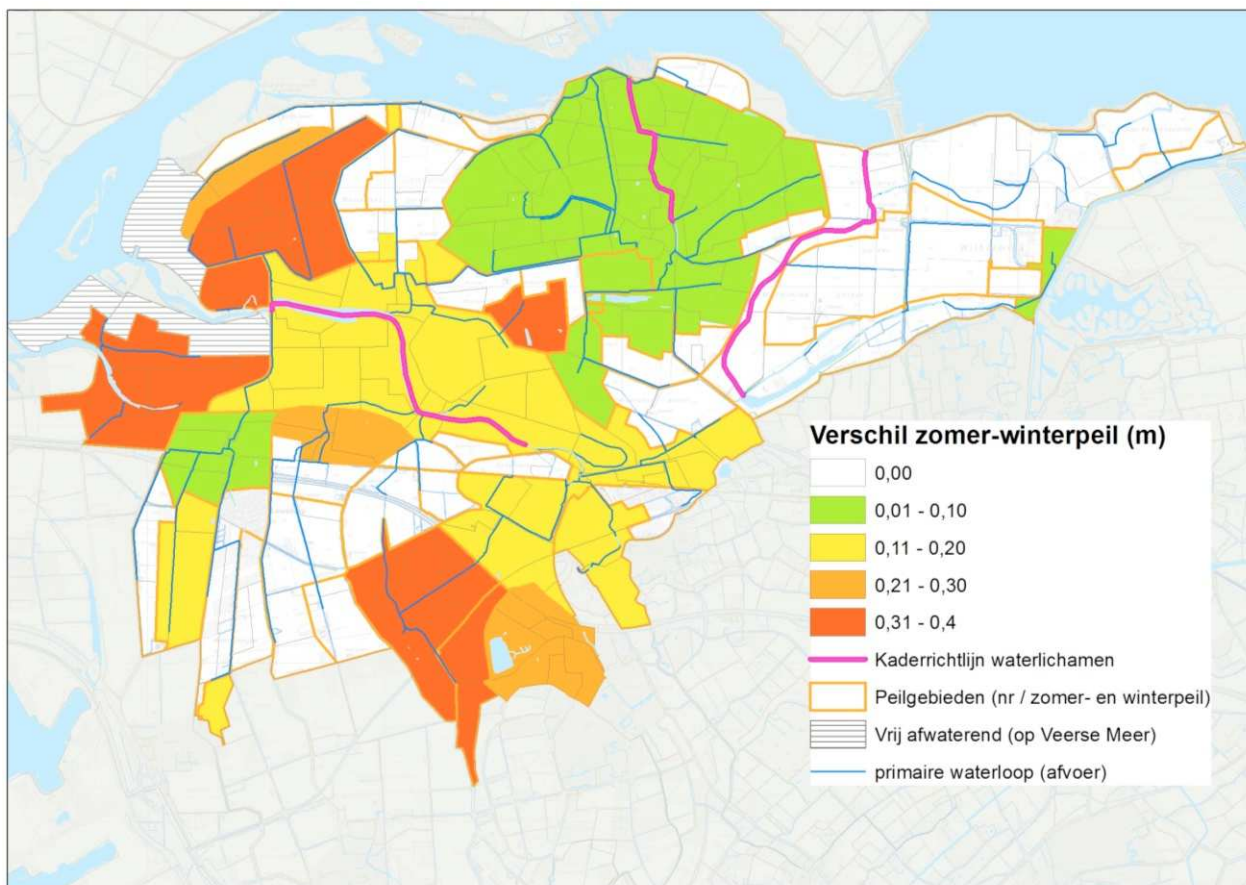 Verschil zomer-winterpeil (m)
0,00
0,01 - 0,10
0,11 - 0,20
0,21 - 0,30
0,31 - 0,4
Kaderrichtlijn waterlichamen
Peilgebieden (nr / zomer- en winterpeil)
Vrij afwaterend (op Veerse Meer)
primaire waterloop (afvoer)